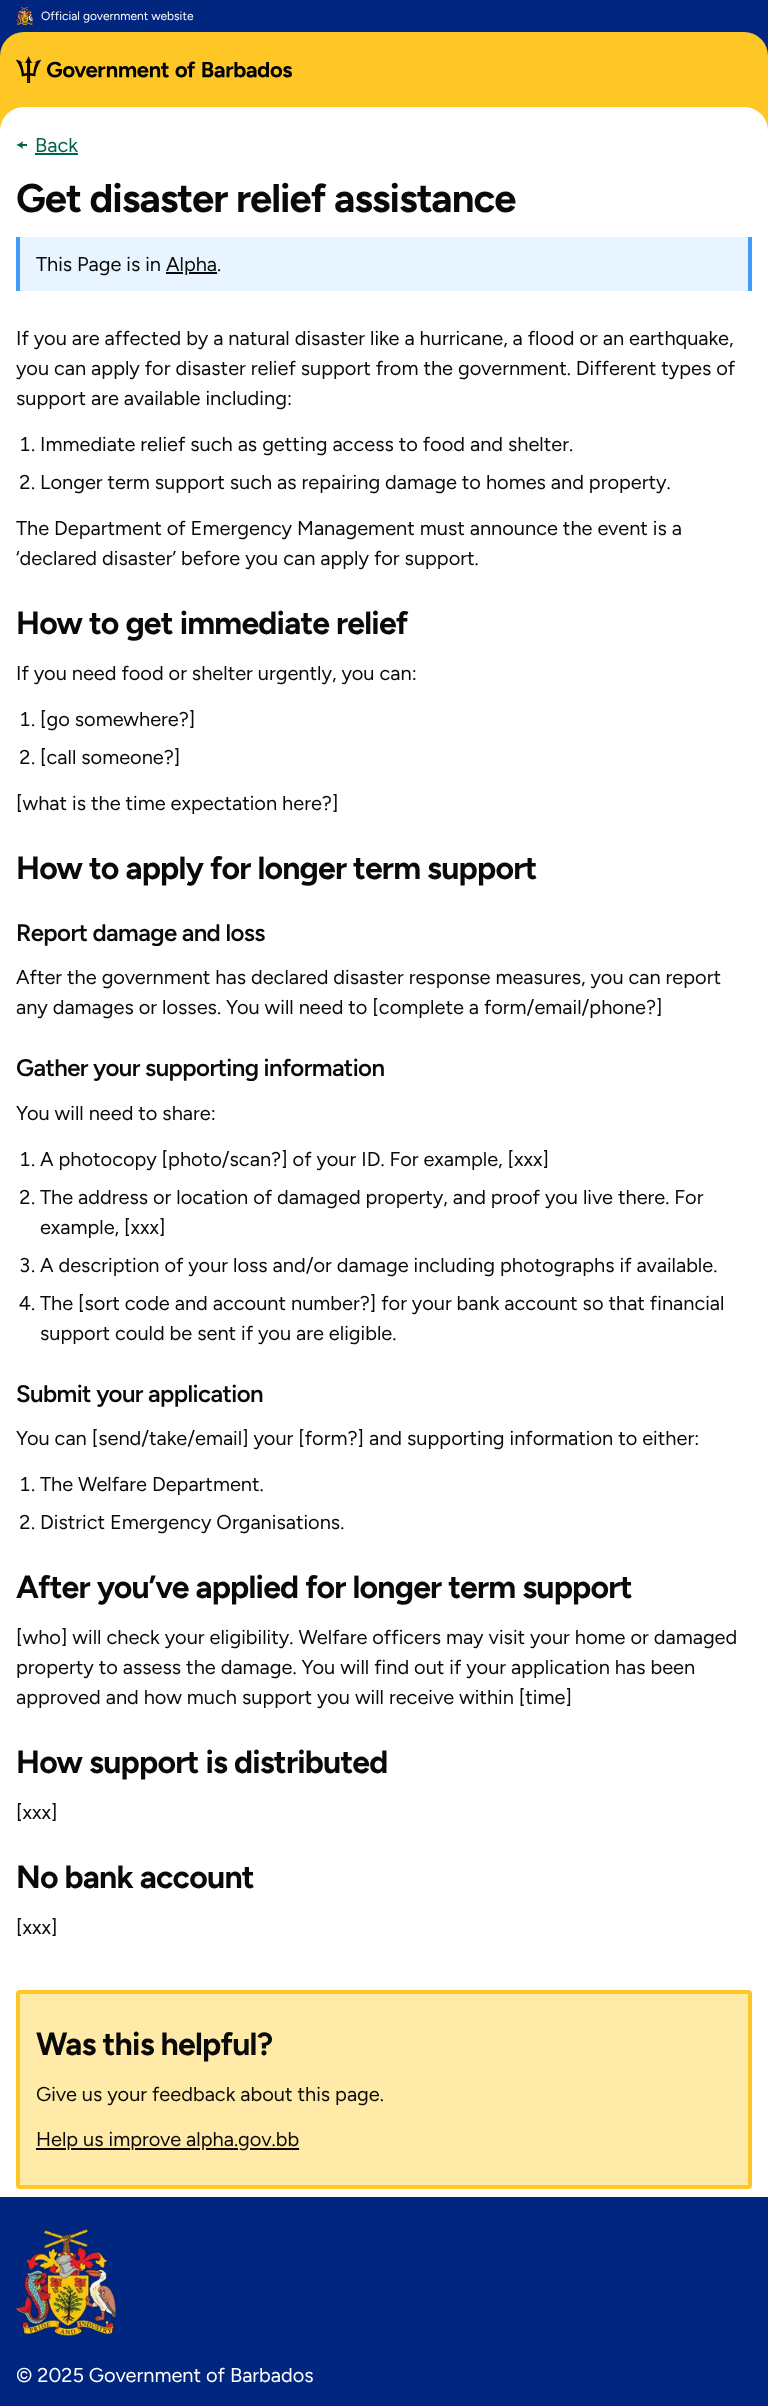 Official government website
Government of Barbados
Back
Get disaster relief assistance
This Page is in Alpha.
If you are affected by a natural disaster like a hurricane, a flood or an earthquake,
you can apply for disaster relief support from the government. Different types of
support are available including:
1. Immediate relief such as getting access to food and shelter.
2. Longer term support such as repairing damage to homes and property.
The Department of Emergency Management must announce the event is a
‘declared disaster’ before you can apply for support.
How to get immediate relief
If you need food or shelter urgently, you can:
1. [go somewhere?]
2. [call someone?]
[what is the time expectation here?]
How to apply for longer term support
Report damage and loss
After the government has declared disaster response measures, you can report
any damages or losses. You will need to [complete a form/email/phone?]
Gather your supporting information
You will need to share:
1. A photocopy [photo/scan?] of your ID. For example, [xxx]
2. The address or location of damaged property, and proof you live there. For
example, [xxx]
3. A description of your loss and/or damage including photographs if available.
4. The [sort code and account number?] for your bank account so that financial
support could be sent if you are eligible.
Submit your application
You can [send/take/email] your [form?] and supporting information to either:
1. The Welfare Department.
2. District Emergency Organisations.
After you’ve applied for longer term support
[who] will check your eligibility. Welfare officers may visit your home or damaged
property to assess the damage. You will find out if your application has been
approved and how much support you will receive within [time]
How support is distributed
[xxx]
No bank account
[xxx]
Was this helpful?
Give us your feedback about this page.
Help us improve alpha.gov.bb
PRIDE AND INDUSTRY
© 2025 Government of Barbados